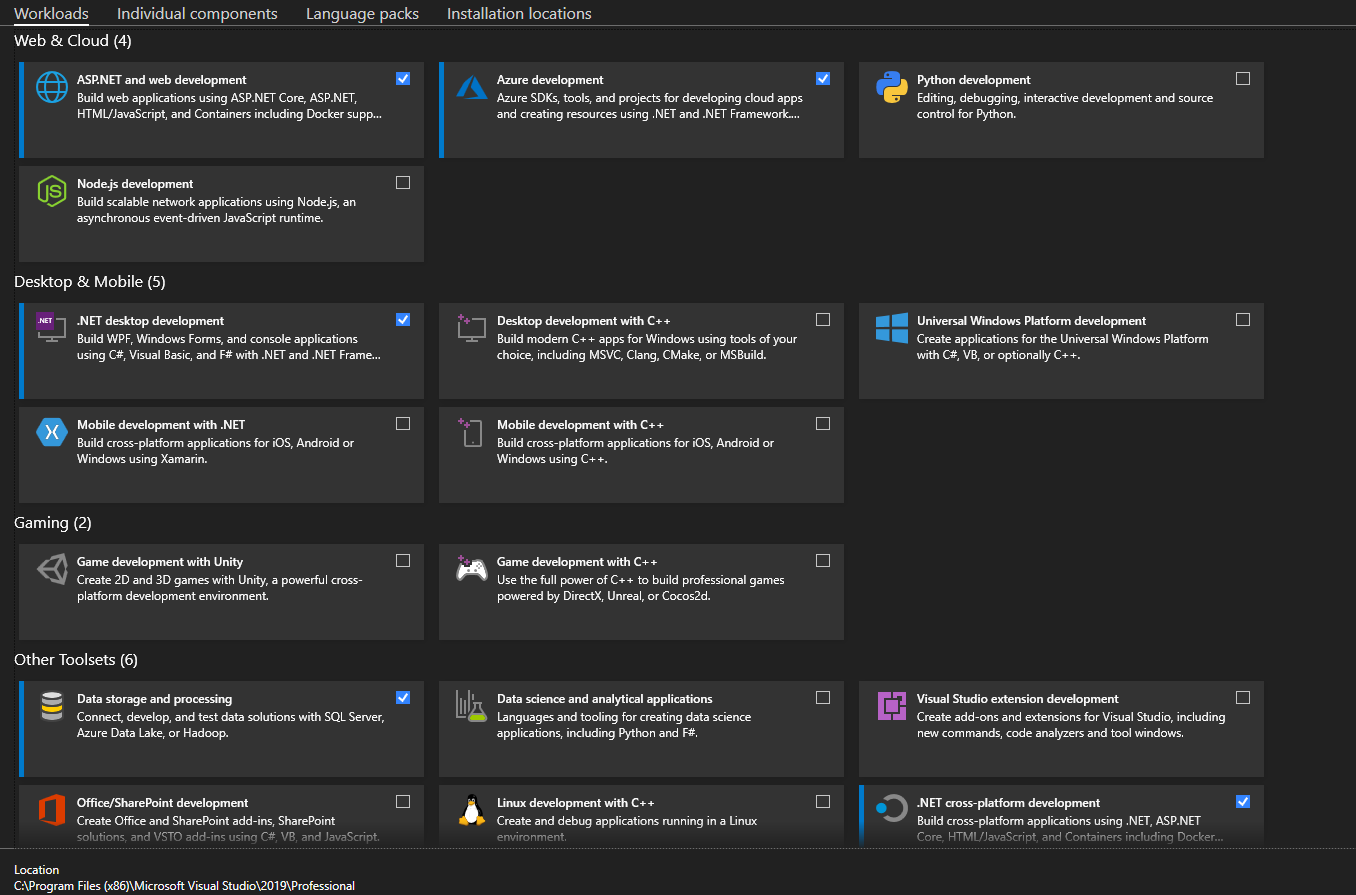 Workloads Individual components Language packs Installation locations
Web & Cloud (4)
ASP.NET and web development
Build web applications using ASP.NET Core, ASP.NET,
HTML/JavaScript, and Containers including Docker supp...
Azure development
Azure SDKs, tools, and projects for developing cloud apps
and creating resources using .NET and .NET Framework....
Python development
Editing, debugging, interactive development and source
control for Python.
Node.js development
Build scalable network applications using Node.js, an
asynchronous event-driven JavaScript runtime.
Desktop & Mobile (5)
.NET
.NET desktop development
Build WPF, Windows Forms, and console applications
using C#, Visual Basic, and F# with .NET and .NET Frame...
Desktop development with C++
Build modern C++ apps for Windows using tools of your
choice, including MSVC, Clang, CMake, or MSBuild.
Universal Windows Platform development
Create applications for the Universal Windows Platform
with C#, VB, or optionally C++.
Mobile development with .NET
Build cross-platform applications for iOS, Android or
Windows using Xamarin.
Mobile development with C++
Build cross-platform applications for iOS, Android or
Windows using C++.
Gaming (2)
Game development with Unity
Create 2D and 3D games with Unity, a powerful cross-
platform development environment.
Game development with C++
Use the full power of C++ to build professional games
powered by DirectX, Unreal, or Cocos2d.
Other Toolsets (6)
Data storage and processing
Connect, develop, and test data solutions with SQL Server,
Azure Data Lake, or Hadoop.
Data science and analytical applications
Languages and tooling for creating data science
applications, including Python and F#.
Visual Studio extension development
Create add-ons and extensions for Visual Studio, including
new commands, code analyzers and tool windows.
Office/SharePoint development
Create Office and SharePoint add-ins, SharePoint
solutions, and VSTO add-ins using C#, VB, and JavaScript.
Linux development with C++
Create and debug applications running in a Linux
environment.
.NET cross-platform development
Build cross-platform applications using .NET, ASP.NET
Core, HTML/JavaScript, and Containers including Docker...
Location
C:\Program Files (x86)\Microsoft Visual Studio\2019\Professional